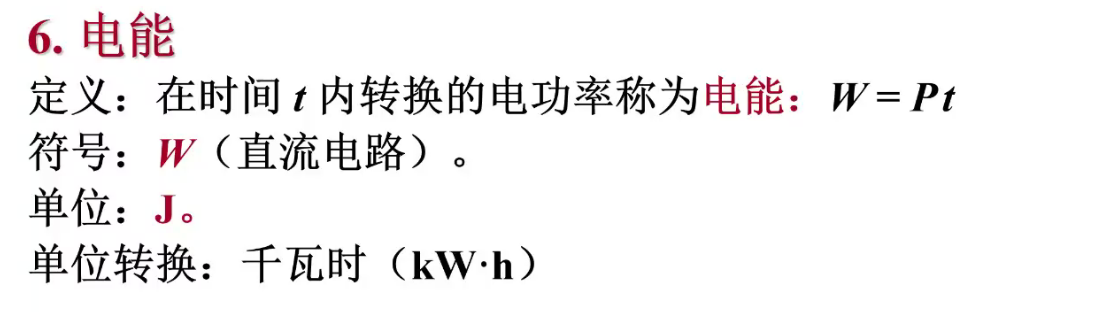 6. 电能
定义：在时间 t 内转换的电功率称为电能：W = P t
符号：W（直流电路）。
单位：J。
单位转换：千瓦时（kW·h）